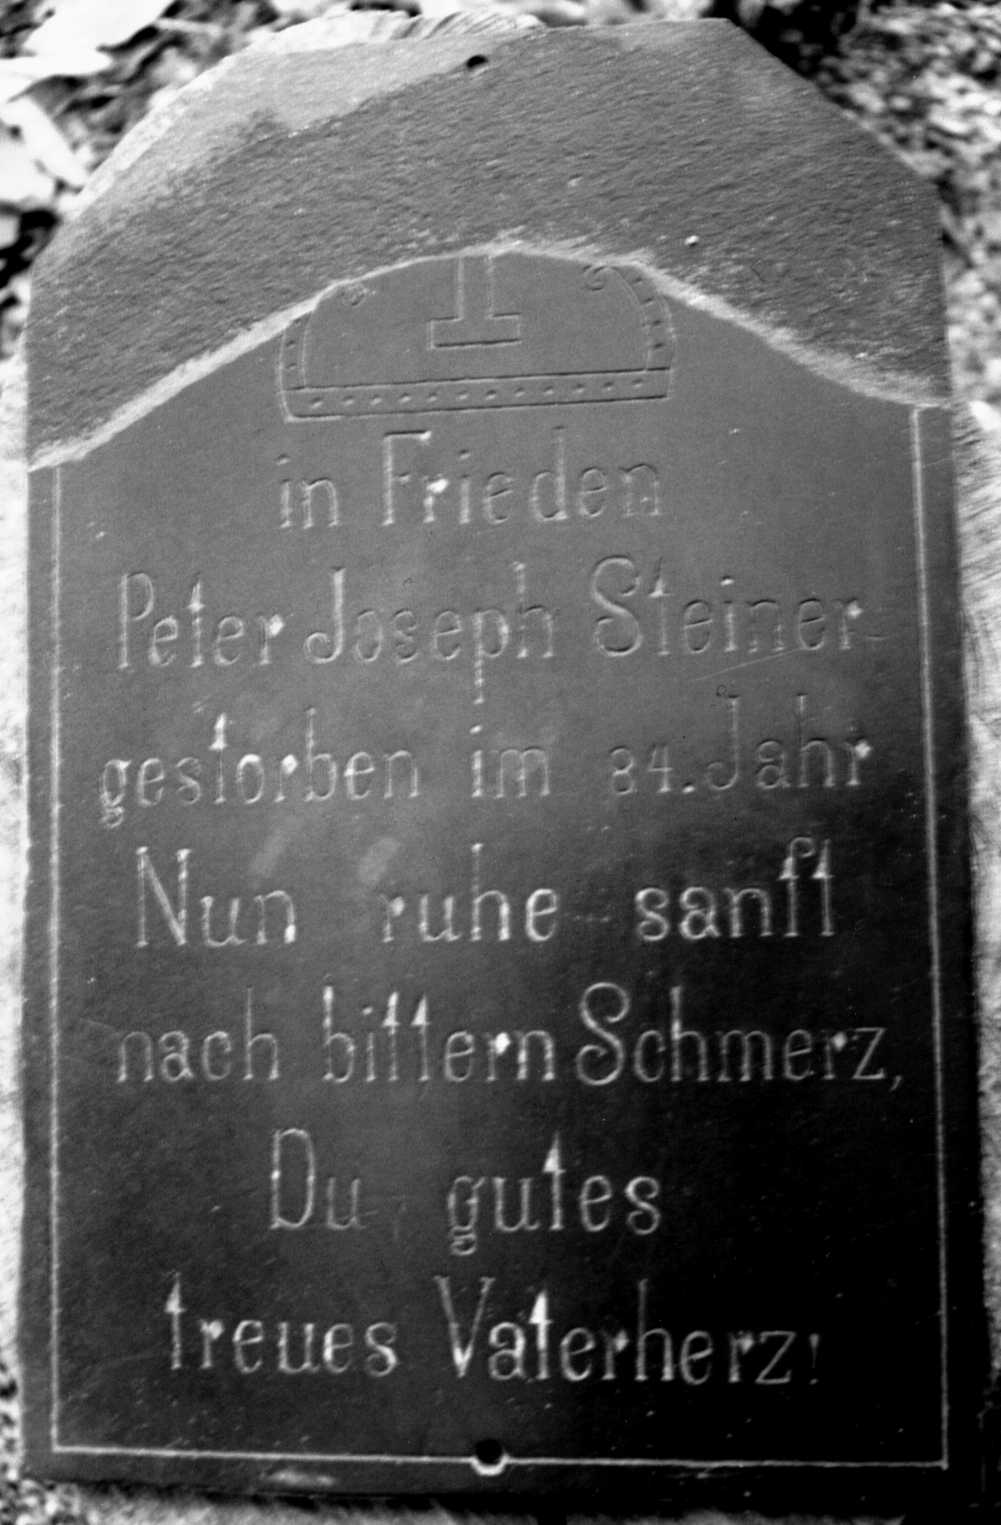 in Frieden
Peter Joseph Steiner
gestorben im 84. Jahr
Nun ruhe sanft
nach bittern Schmerz,
Du gutes
treues Vaterherz!